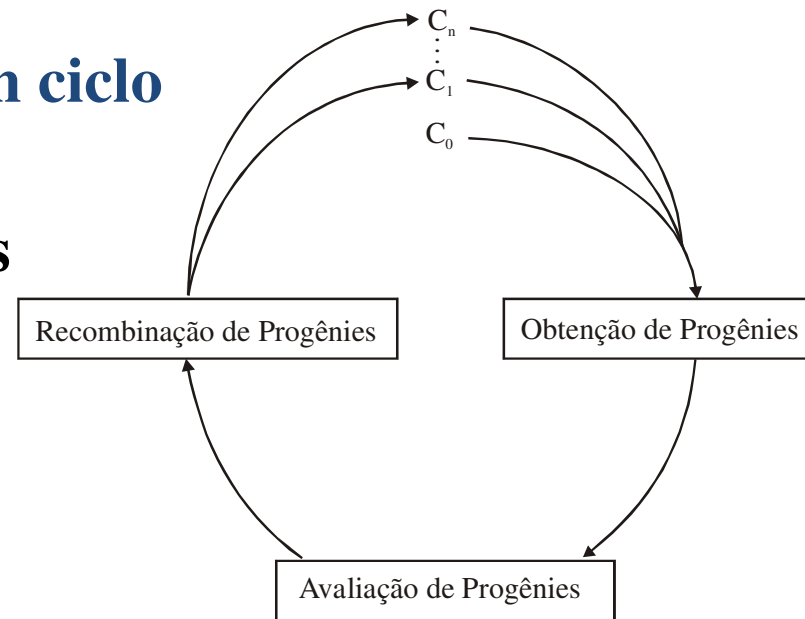 n ciclo
s
Cn
C1
C0
Recombinação de Progênies
Obtenção de Progênies
Avaliação de Progênies